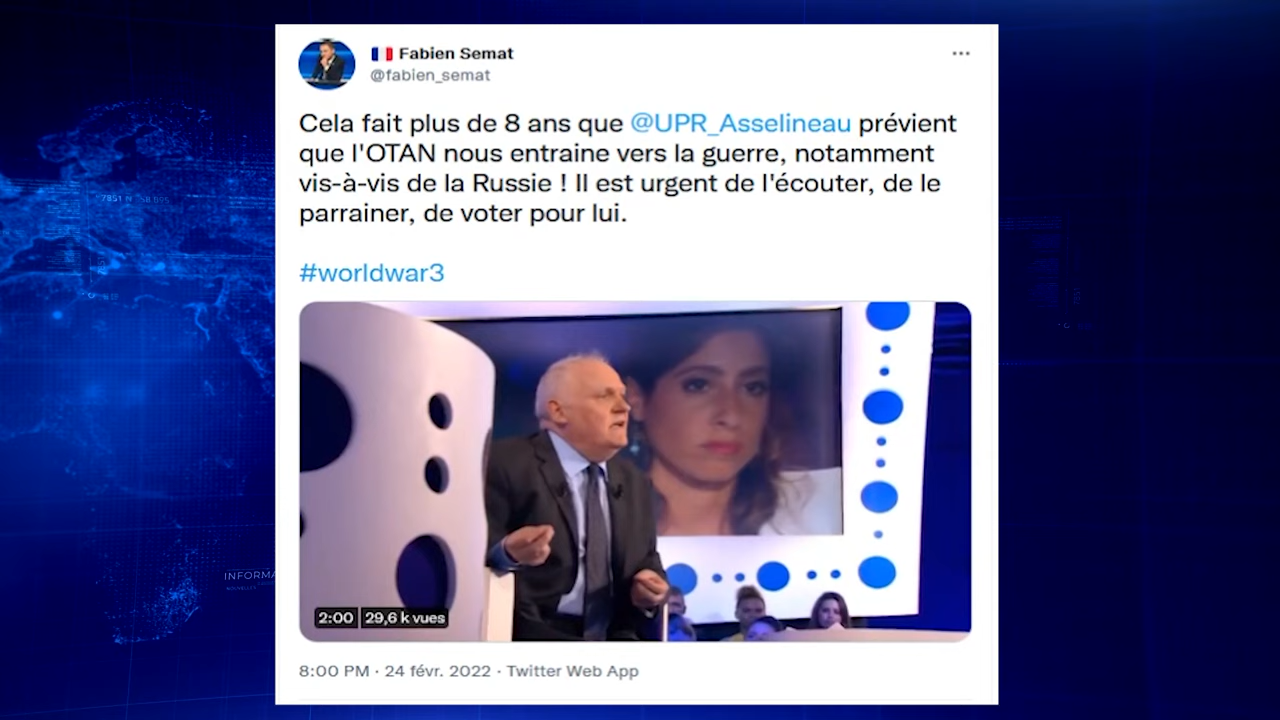 Fabien Semat
@fabien_semat
Cela fait plus de 8 ans que @UPR_Asselineau prévient
que l'OTAN nous entraine vers la guerre, notamment
vis-à-vis de la Russie ! Il est urgent de l'écouter, de le
parrainer, de voter pour lui.
#worldwar3
INFORMA
2:00 29,6 k vues
8:00 PM · 24 févr. 2022 · Twitter Web App